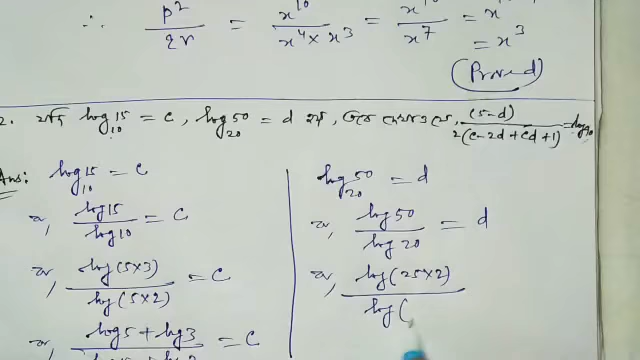 ∴ p²/qr = x¹⁰/(x⁴ × x³) = x¹⁰/x⁷ = x
= x³
(Proved)
2. যদি log₁₀15 = c, log₂₀50 = d হয়, তবে দেখাও যে, (5-d)/2(c-2d+cd+1) = log
Ans: log₁₀15 = c
বা, log15/log10 = c
বা, log(5×3)/log(5×2) = c
বা, log5 + log3 = c
log₂₀50 = d
বা, log50/log20 = d
বা, log(25×2)/log(